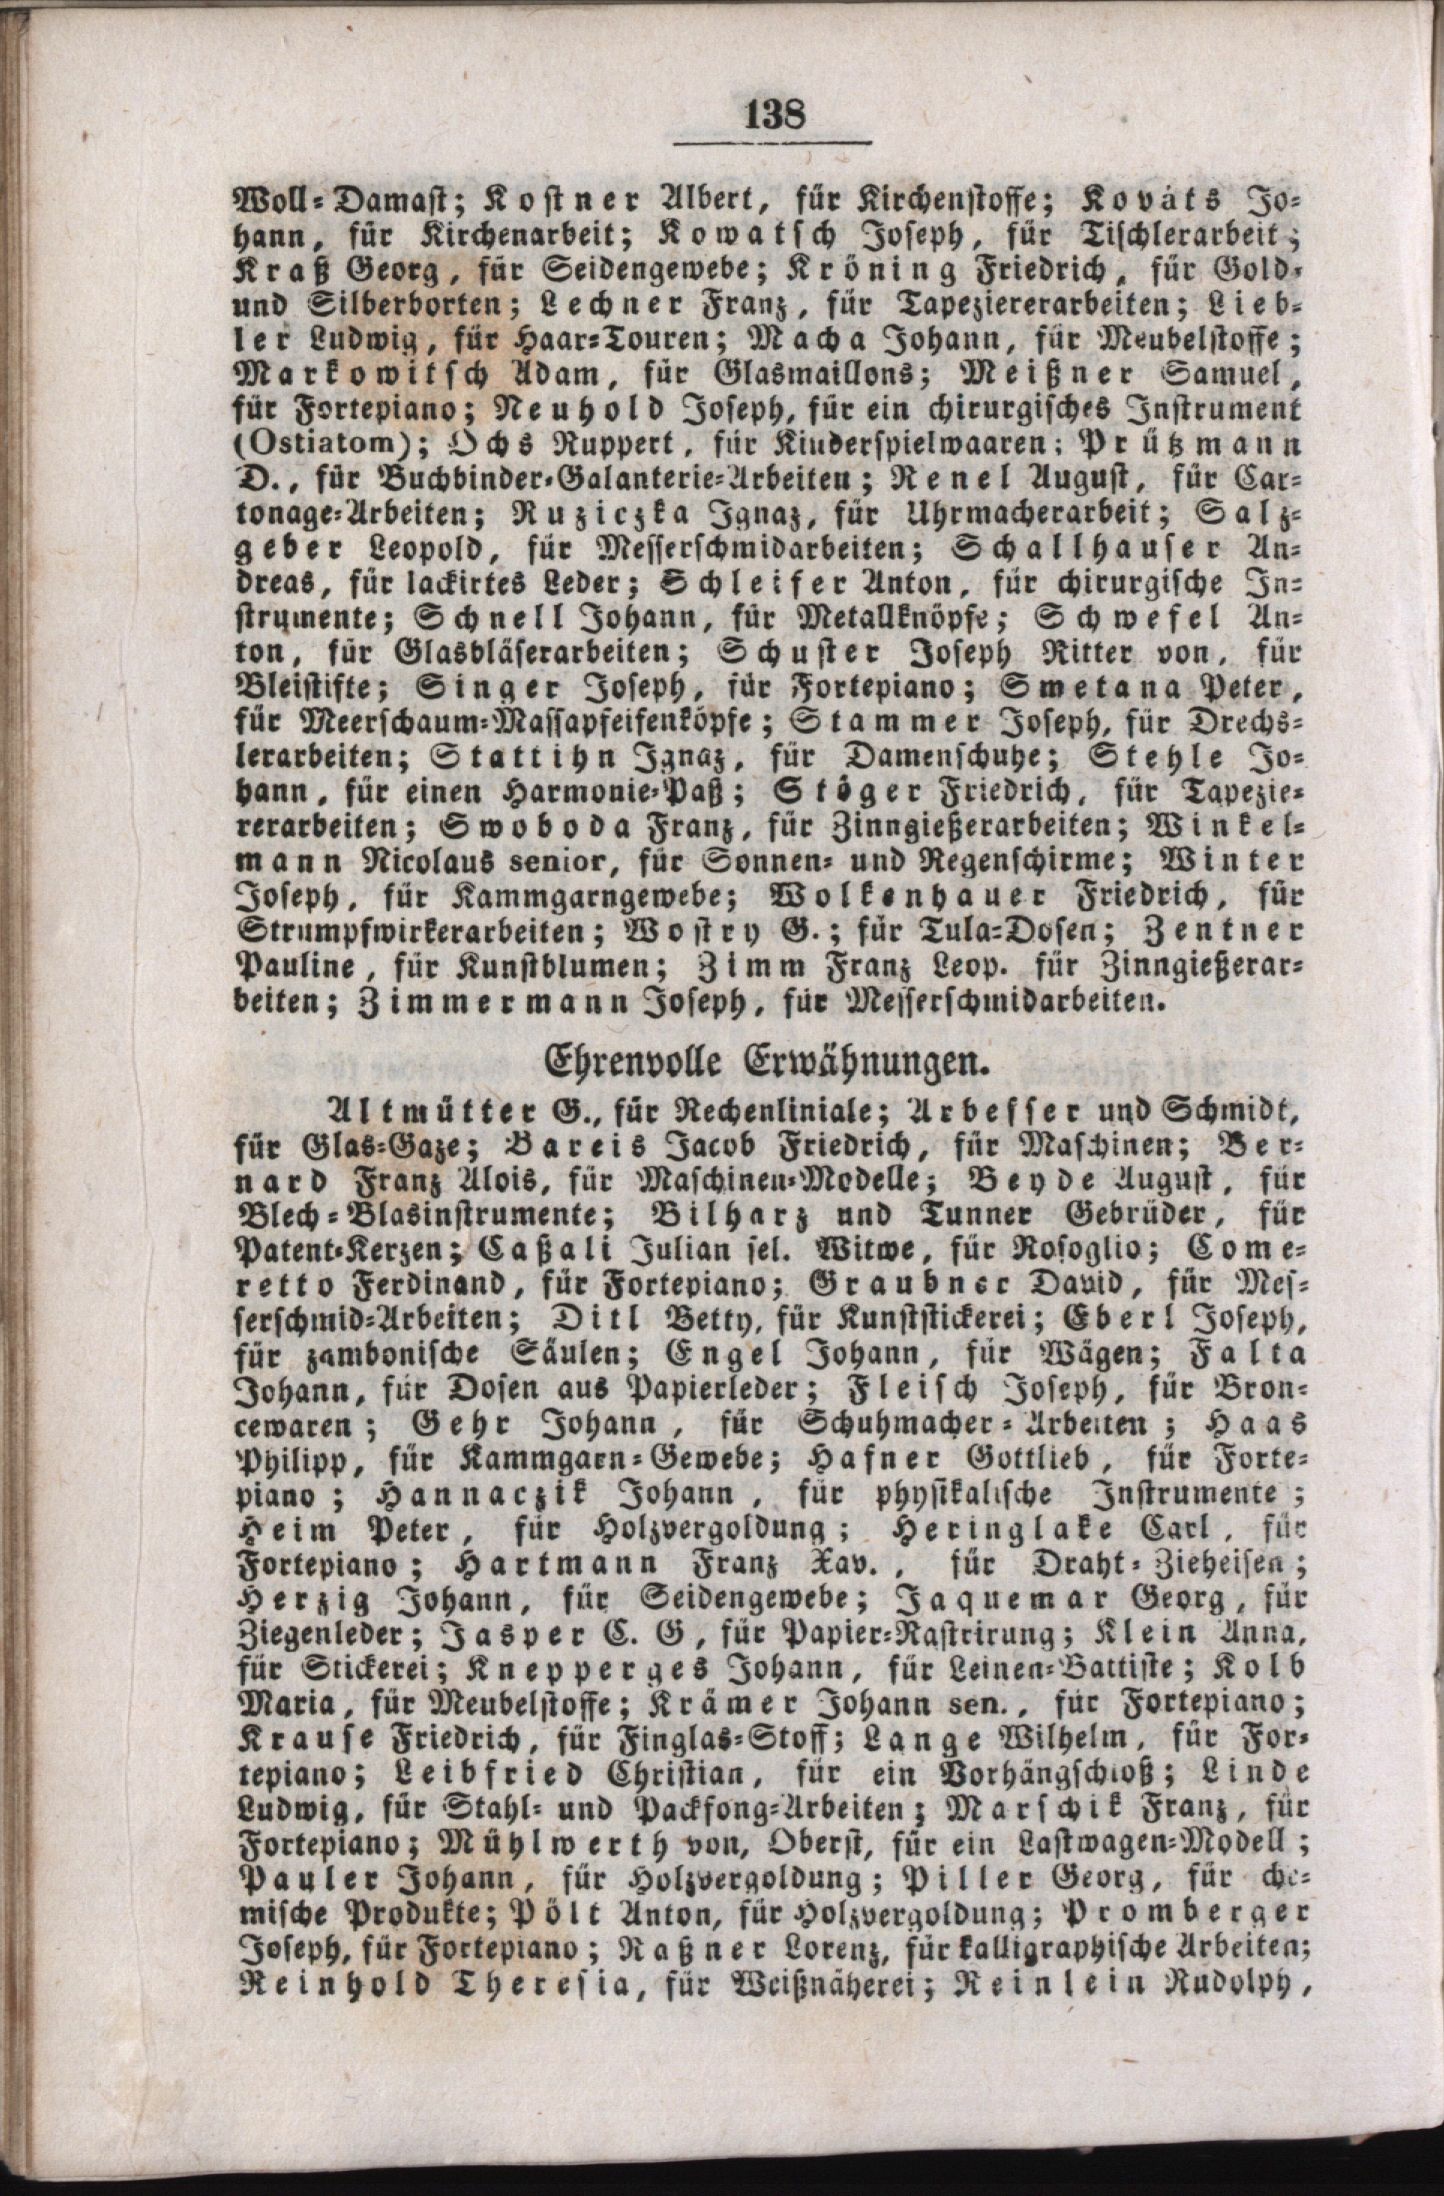 138
Woll-Damast; Kostner Albert, für Kirchenstoffe; Kováts Jo-
hann, für Kirchenarbeit; Kowatsch Joseph, für Tischlerarbeit;
Kraß Georg, für Seidengewebe; Kröning Friedrich, für Gold-
und Silberborten; Lechner Franz, für Tapeziererarbeiten; Lieb-
ler Ludwig, für Haar-Touren; Macha Johann, für Meubelstoffe;
Markowitsch Adam, für Glasmaillons; Meißner Samuel,
für Fortepiano; Neuhold Joseph, für ein chirurgisches Instrument
(Ostiatom); Ochs Ruppert, für Kinderspielwaaren; Prützmann
D., für Buchbinder-Galanterie-Arbeiten; Renel August, für Car-
tonage-Arbeiten; Ruziczka Ignaz, für Uhrmacherarbeit; Salz-
geber Leopold, für Messerschmidarbeiten; Schallhauser An-
dreas, für lackirtes Leder; Schleifer Anton, für chirurgische In-
strumente; Schnell Johann, für Metallknöpfe; Schwefel An-
ton, für Glasbläserarbeiten; Schuster Joseph Ritter von, für
Bleistifte; Singer Joseph, für Fortepiano; Smetana Peter,
für Meerschaum-Massapfeifenköpfe; Stammer Joseph, für Drechs-
lerarbeiten; Stattihn Ignaz, für Damenschuhe; Stehle Jo-
hann, für einen Harmonie-Paß; Stöger Friedrich, für Tapezie-
rerarbeiten; Swoboda Franz, für Zinngießerarbeiten; Winkel-
mann Nicolaus senior, für Sonnen- und Regenschirme; Winter
Joseph, für Kammgarngewebe; Wolkenhauer Friedrich, für
Strumpfwirkerarbeiten; Wostry G.; für Tula-Dosen; Zentner
Pauline, für Kunstblumen; Zimm Franz Leop. für Zinngießerar-
beiten; Zimmermann Joseph, für Messerschmidarbeiten.
Ehrenvolle Erwähnungen.
Altmütter G., für Rechenliniale; Arbesser und Schmidt,
für Glas-Gaze; Bareis Jacob Friedrich, für Maschinen; Ber-
nard Franz Alois, für Maschinen-Modelle; Beyde August, für
Blech-Blasinstrumente; Bilharz und Tunner Gebrüder, für
Patent-Kerzen; Caßali Julian sel. Witwe, für Rosoglio; Come-
retto Ferdinand, für Fortepiano; Graubner David, für Mes-
serschmid-Arbeiten; Ditl Betty, für Kunststickerei; Eberl Joseph,
für zambonische Säulen; Engel Johann, für Wägen; Falta
Johann, für Dosen aus Papierleder; Fleisch Joseph, für Bron-
cewaren; Gehr Johann, für Schuhmacher-Arbeiten; Haas
Philipp, für Kammgarn-Gewebe; Hafner Gottlieb, für Forte-
piano; Hannaczik Johann, für physikalische Instrumente;
Heim Peter, für Holzvergoldung; Heringlake Carl, für
Fortepiano; Hartmann Franz Xav., für Draht-Zieheisen;
Herzig Johann, für Seidengewebe; Jaquemar Georg, für
Ziegenleder; Jasper C. G, für Papier-Rastrirung; Klein Anna,
für Stickerei; Knepperges Johann, für Leinen-Battiste; Kolb
Maria, für Meubelstoffe; Krämer Johann sen., für Fortepiano;
Krause Friedrich, für Finglas-Stoff; Lange Wilhelm, für For-
tepiano; Leibfried Christian, für ein Vorhängschloß; Linde
Ludwig, für Stahl- und Packfong-Arbeiten; Marschik Franz, für
Fortepiano; Mühlwerth von, Oberst, für ein Lastwagen-Modell;
Pauler Johann, für Holzvergoldung; Piller Georg, für che-
mische Produkte; Pölt Anton, für Holzvergoldung; Promberger
Joseph, für Fortepiano; Raßner Lorenz, für kalligraphische Arbeiten;
Reinhold Theresia, für Weißnäherei; Reinlein Rudolph,